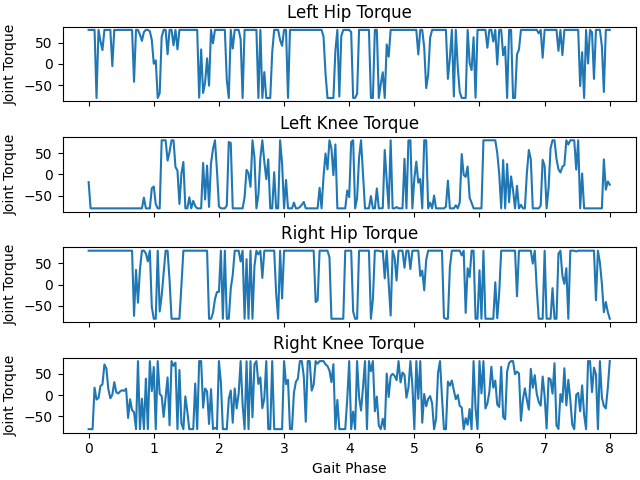 Left Hip Torque
Joint Torque
50
0
−50
Left Knee Torque
Joint Torque
50
0
−50
Right Hip Torque
Joint Torque
50
0
−50
Right Knee Torque
Joint Torque
50
0
−50
0 1 2 3 4 5 6 7 8
Gait Phase